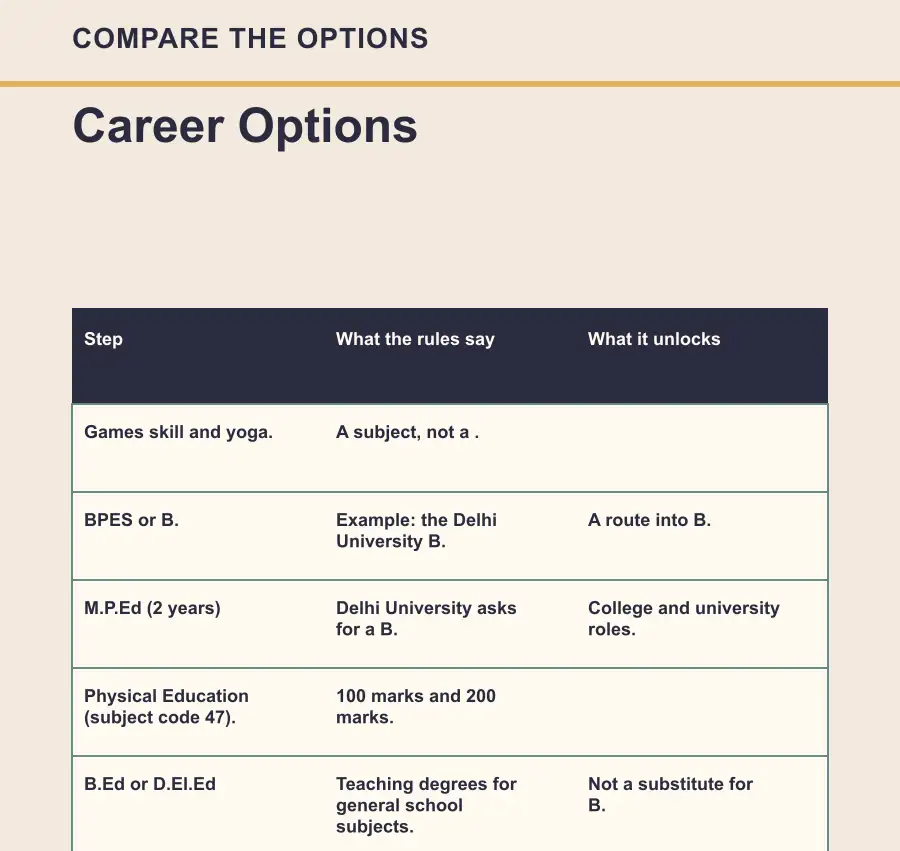 COMPARE THE OPTIONS
Career Options
Step
What the rules say
What it unlocks
Games skill and yoga.
A subject, not a .
BPES or B.
Example: the Delhi
University B.
A route into B.
M.P.Ed (2 years)
Delhi University asks
for a B.
College and university
roles.
Physical Education
(subject code 47).
100 marks and 200
marks.
B.Ed or D.El.Ed
Teaching degrees for
general school
subjects.
Not a substitute for
B.